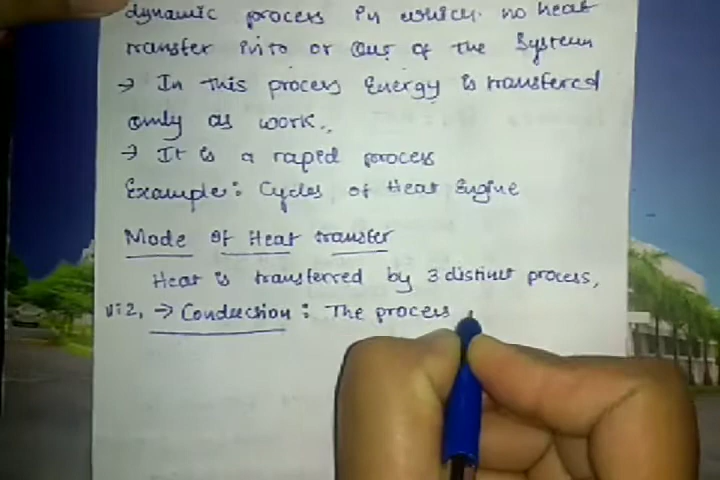 dynamic process in which no heat
transfer into or out of the System
→ In this process Energy is transferred
only as work.,
→ It is a rapid process
Example: Cycles of Heat Engine
Mode of Heat transfer
Heat is transferred by 3 distinct process,
viz, → Conduction : The process